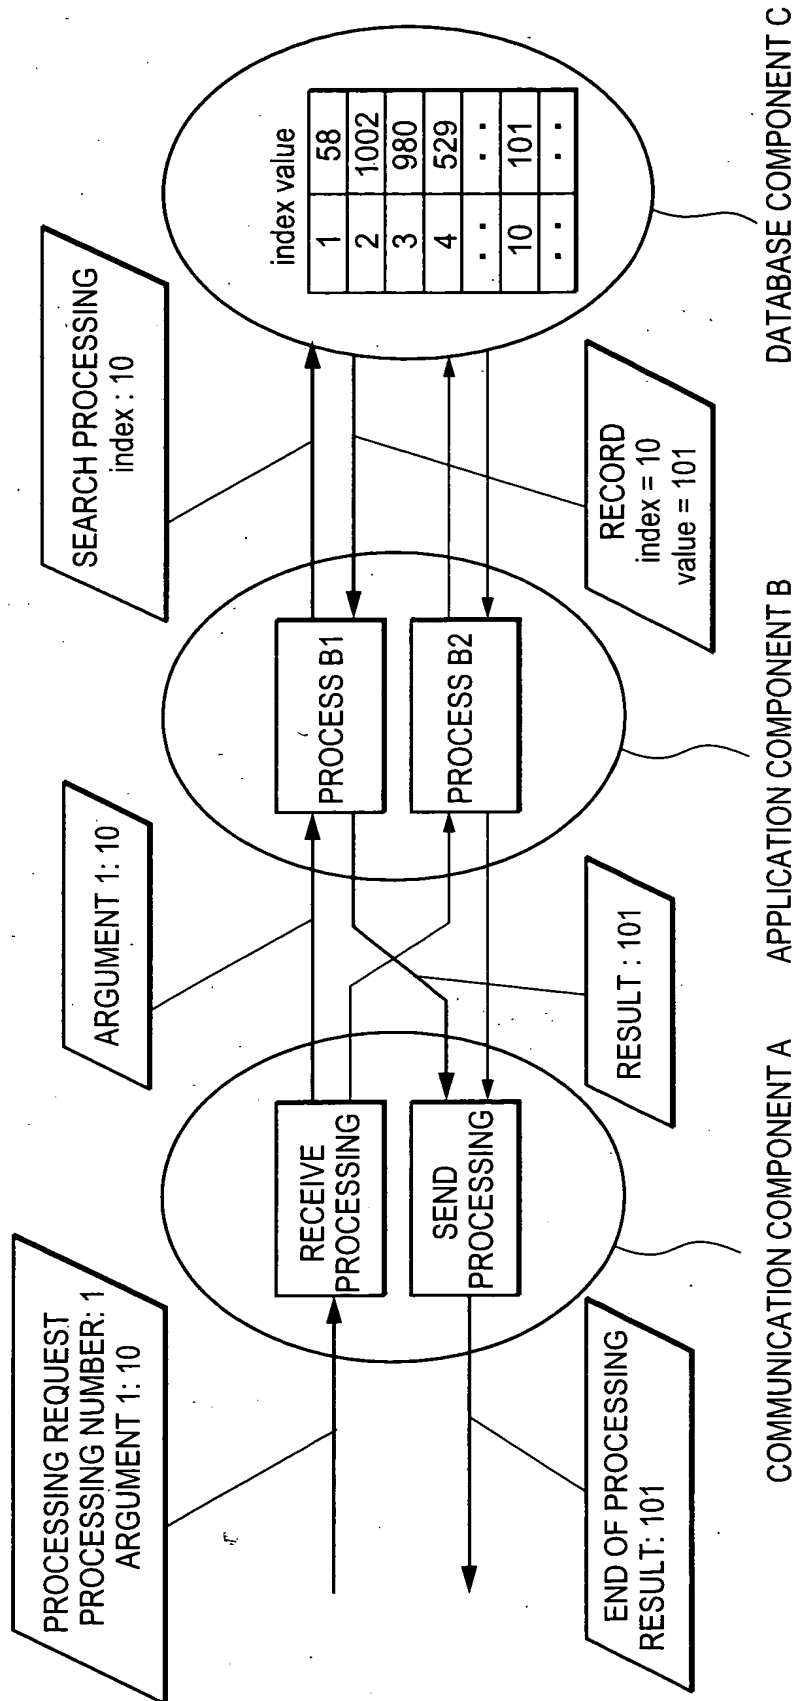 PROCESSING REQUEST
PROCESSING NUMBER: 1
ARGUMENT 1: 10
ARGUMENT 1: 10
SEARCH PROCESSING
index : 10
RECEIVE
PROCESSING
SEND
PROCESSING
PROCESS B1
PROCESS B2
index value
1 58
2 1002
3 980
4 529
: :
10 101
: :
END OF PROCESSING
RESULT: 101
RESULT : 101
RECORD
index = 10
value = 101
COMMUNICATION COMPONENT A
APPLICATION COMPONENT B
DATABASE COMPONENT C